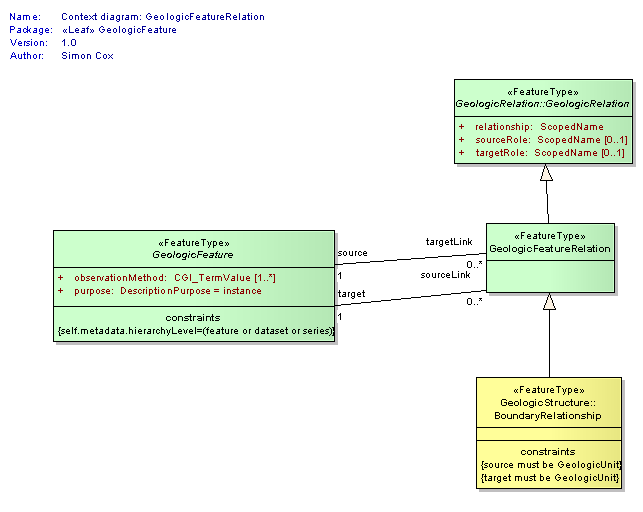 Name: Context diagram: GeologicFeatureRelation
Package: «Leaf» GeologicFeature
Version: 1.0
Author: Simon Cox
«FeatureType»
GeologicRelation::GeologicRelation
+ relationship: ScopedName
+ sourceRole: ScopedName [0..1]
+ targetRole: ScopedName [0..1]
«FeatureType»
GeologicFeature
+ observationMethod: CGI_TermValue [1..*]
+ purpose: DescriptionPurpose = instance
constraints
{self.metadata.hierarchyLevel=(feature or dataset or series)}
source
1
targetLink
0..*
target
1
sourceLink
0..*
«FeatureType»
GeologicFeatureRelation
«FeatureType»
GeologicStructure::
BoundaryRelationship
constraints
{source must be GeologicUnit}
{target must be GeologicUnit}